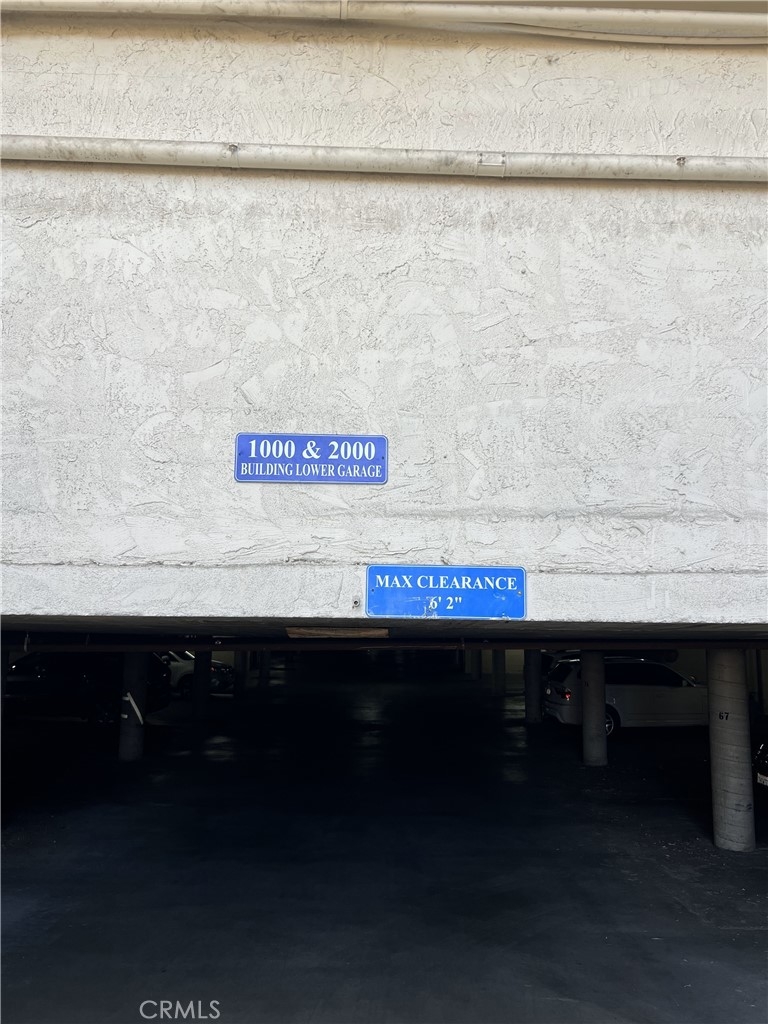 1000 & 2000
BUILDING LOWER GARAGE
MAX CLEARANCE
6' 2"
67
CRMLS